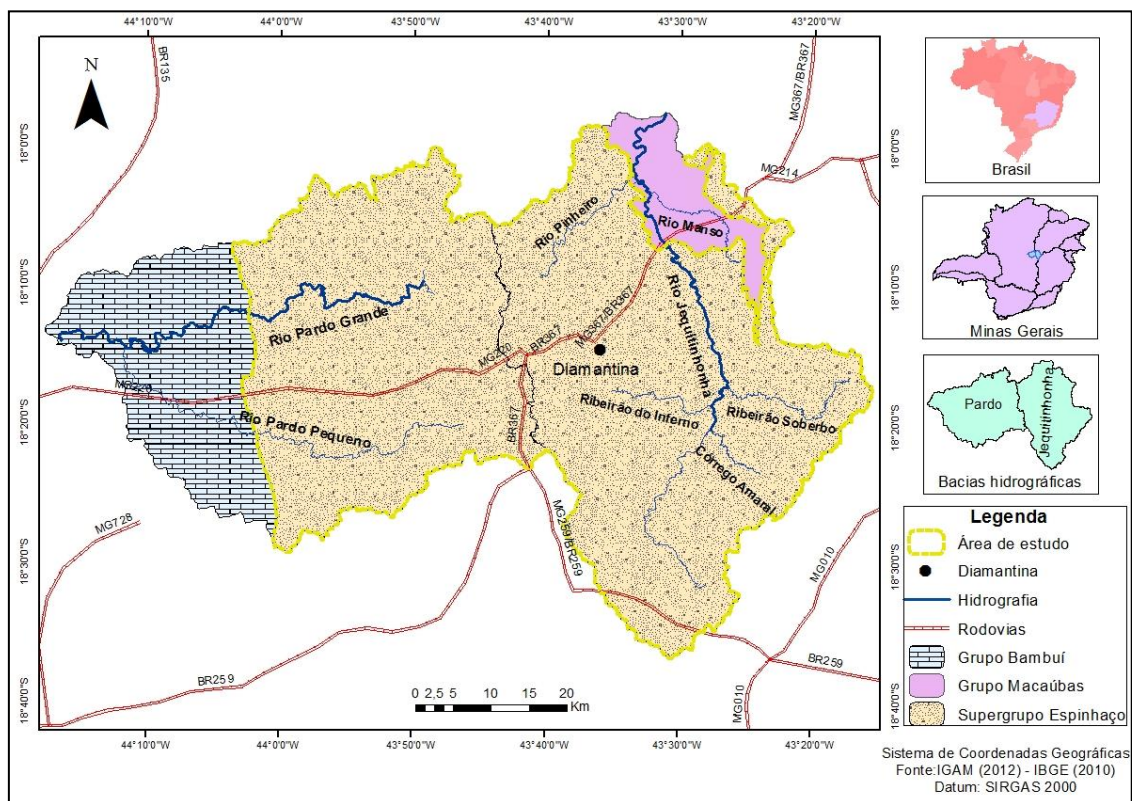 44°10'0"W 44°0'0"W 43°50'0"W 43°40'0"W 43°30'0"W 43°20'0"W
BR135
N
MG367/BR367
MG214
18°0'0"S
18°0'0"S
Rio Pinheiro
Rio Manso
18°10'0"S
18°10'0"S
Rio Pardo Grande
Rio Jequitinhonha
MG367/BR367
BR367
MG220
Diamantina
MG220
BR367
Ribeirão do Inferno
Ribeirão Soberbo
18°20'0"S
18°20'0"S
Rio Pardo Pequeno
Córrego Amaral
MG728
MG259/BR259
MG010
18°30'0"S
18°30'0"S
BR259
BR259
MG010
18°40'0"S
18°40'0"S
0 2,5 5 10 15 20
Km
44°10'0"W 44°0'0"W 43°50'0"W 43°40'0"W 43°30'0"W 43°20'0"W
Brasil
Minas Gerais
Pardo
Jequitinhonha
Bacias hidrográficas
Legenda
Área de estudo
Diamantina
Hidrografia
Rodovias
Grupo Bambuí
Grupo Macaúbas
Supergrupo Espinhaço
Sistema de Coordenadas Geográficas
Fonte:IGAM (2012) - IBGE (2010)
Datum: SIRGAS 2000